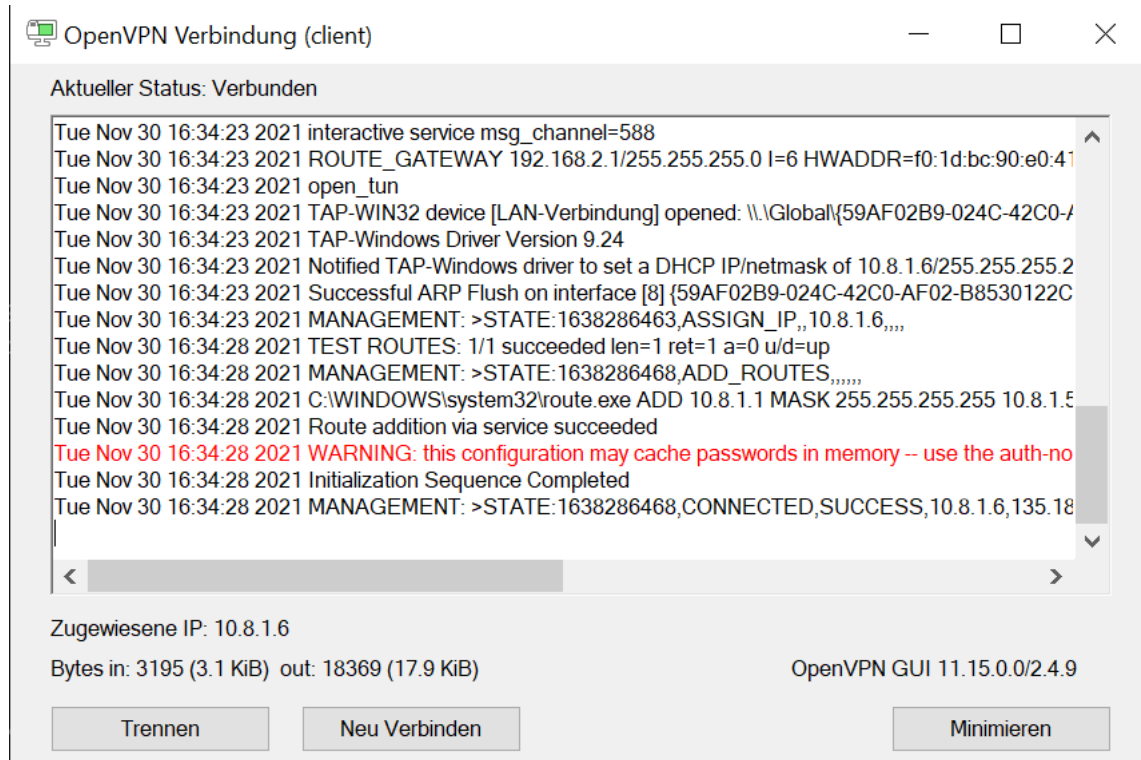 OpenVPN Verbindung (client)
Aktueller Status: Verbunden
Tue Nov 30 16:34:23 2021 interactive service msg_channel=588
Tue Nov 30 16:34:23 2021 ROUTE_GATEWAY 192.168.2.1/255.255.255.0 I=6 HWADDR=f0:1d:bc:90:e0:41
Tue Nov 30 16:34:23 2021 open_tun
Tue Nov 30 16:34:23 2021 TAP-WIN32 device [LAN-Verbindung] opened: \\.\Global\{59AF02B9-024C-42C0-A
Tue Nov 30 16:34:23 2021 TAP-Windows Driver Version 9.24
Tue Nov 30 16:34:23 2021 Notified TAP-Windows driver to set a DHCP IP/netmask of 10.8.1.6/255.255.255.2
Tue Nov 30 16:34:23 2021 Successful ARP Flush on interface [8] {59AF02B9-024C-42C0-AF02-B8530122C
Tue Nov 30 16:34:23 2021 MANAGEMENT: >STATE:1638286463,ASSIGN_IP,,10.8.1.6,,,,
Tue Nov 30 16:34:28 2021 TEST ROUTES: 1/1 succeeded len=1 ret=1 a=0 u/d=up
Tue Nov 30 16:34:28 2021 MANAGEMENT: >STATE:1638286468,ADD_ROUTES,,,,,,
Tue Nov 30 16:34:28 2021 C:\WINDOWS\system32\route.exe ADD 10.8.1.1 MASK 255.255.255.255 10.8.1.5
Tue Nov 30 16:34:28 2021 Route addition via service succeeded
Tue Nov 30 16:34:28 2021 WARNING: this configuration may cache passwords in memory -- use the auth-no
Tue Nov 30 16:34:28 2021 Initialization Sequence Completed
Tue Nov 30 16:34:28 2021 MANAGEMENT: >STATE:1638286468,CONNECTED,SUCCESS,10.8.1.6,135.18
Zugewiesene IP: 10.8.1.6
Bytes in: 3195 (3.1 KiB) out: 18369 (17.9 KiB)
OpenVPN GUI 11.15.0.0/2.4.9
Trennen
Neu Verbinden
Minimieren